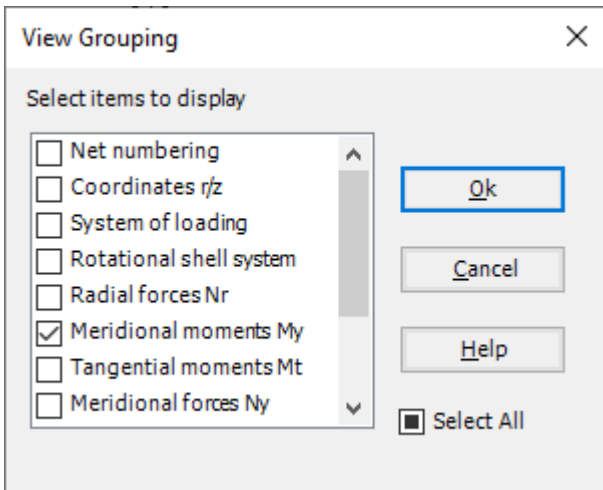 View Grouping
Select items to display
Net numbering
Coordinates r/z
System of loading
Rotational shell system
Radial forces Nr
Meridional moments My
Tangential moments Mt
Meridional forces Ny
Ok
Cancel
Help
Select All